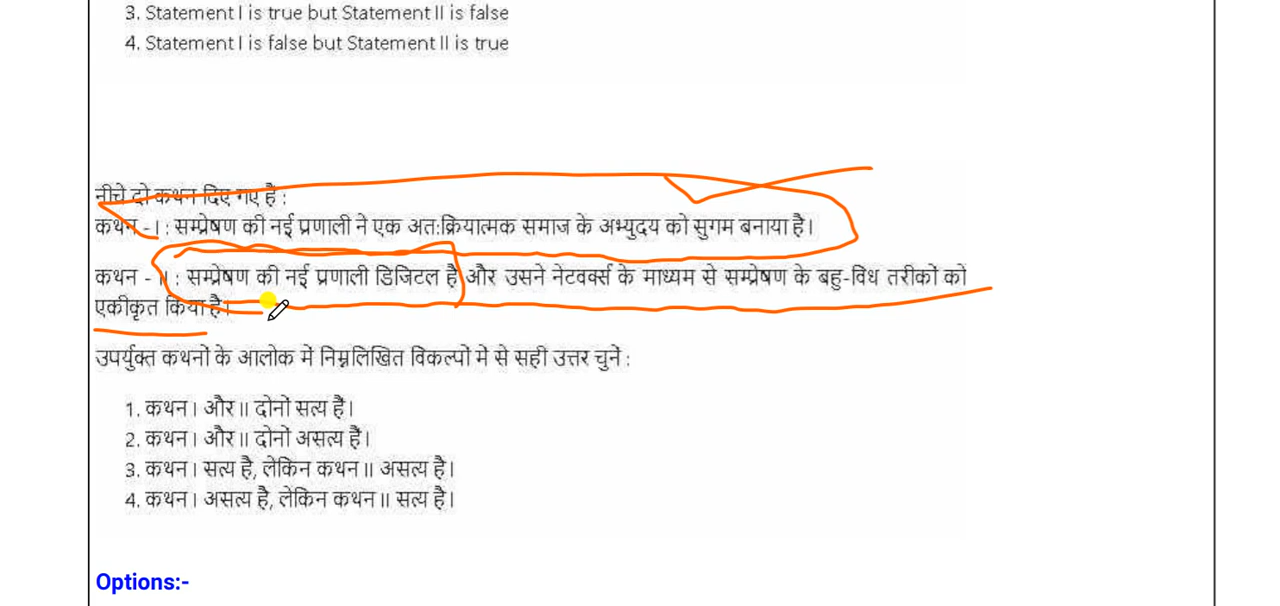 3. Statement I is true but Statement II is false
4. Statement I is false but Statement II is true
नीचे दो कथन दिए गए है :
कथन - I : सम्प्रेषण की नई प्रणाली ने एक अत:क्रियात्मक समाज के अभ्युदय को सुगम बनाया है।
कथन - II : सम्प्रेषण की नई प्रणाली डिजिटल है और उसने नेटवर्क्स के माध्यम से सम्प्रेषण के बहु-विध तरीकों को
एकीकृत किया है।
उपर्युक्त कथनों के आलोक में निम्नलिखित विकल्पों में से सही उत्तर चुनें :
1. कथन I और II दोनों सत्य हैं।
2. कथन I और II दोनों असत्य हैं।
3. कथन I सत्य है, लेकिन कथन II असत्य है।
4. कथन I असत्य है, लेकिन कथन II सत्य है।
Options:-